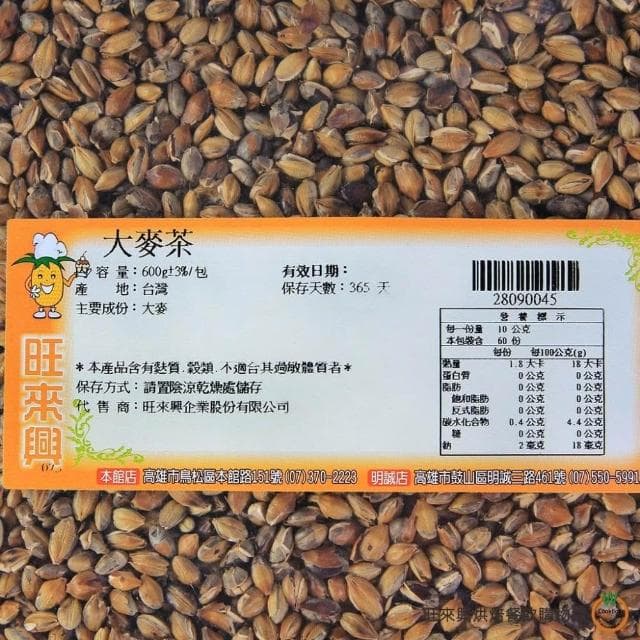 大麥茶
內 容 量：600g±3%/包
產 地：台灣
主要成份：大麥
有效日期：
保存天數：365 天
＊本產品含有麩質.穀類.不適合其過敏體質者＊
保存方式：請置陰涼乾燥處儲存
代 售 商：旺來興企業股份有限公司
旺來興
28090045
營 養 標 示
每一份量 10 公克
本包裝含 60 份
每份 每100公克(g)
熱量 1.8 大卡 18 大卡
蛋白質 0 公克 0 公克
脂肪 0 公克 0 公克
飽和脂肪 0 公克 0 公克
反式脂肪 0 公克 0 公克
碳水化合物 0.4 公克 4.4 公克
糖 0 公克 0 公克
鈉 2 毫克 18 毫克
本館店 高雄市鳥松區本館路151號 (07)370-2223 明誠店 高雄市鼓山區明誠二路461號 (07)550-5991